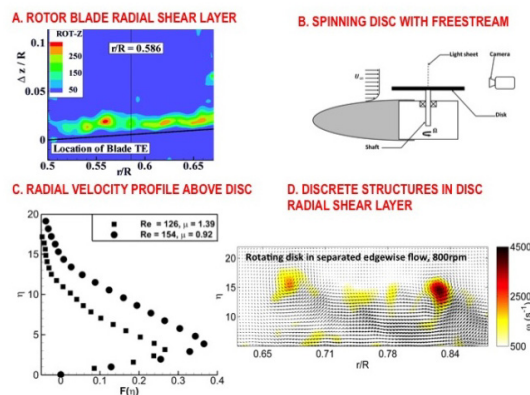 A. ROTOR BLADE RADIAL SHEAR LAYER
ROT-Z
250
150
50
Δ z / R
0.1
0.05
0
r/R = 0.586
Location of Blade TE
0.5 0.55 0.6 0.65
r/R
B. SPINNING DISC WITH FREESTREAM
Light sheet
Camera
Disk
Shaft
Ω
C. RADIAL VELOCITY PROFILE ABOVE DISC
Re = 126, μ = 1.39
Re = 154, μ = 0.92
η
20
15
10
5
0
0 0.1 0.2 0.3 0.4
F(η)
D. DISCRETE STRUCTURES IN DISC
RADIAL SHEAR LAYER
Rotating disk in separated edgewise flow, 800rpm
η
20
15
10
0.65 0.71 0.78 0.84
r/R
4500
2500
500
ω (s⁻¹)